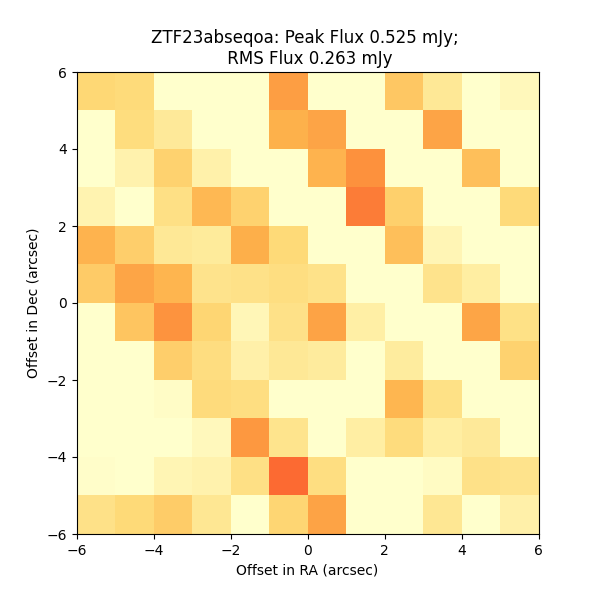 ZTF23abseqoa: Peak Flux 0.525 mJy;
RMS Flux 0.263 mJy
6
4
2
0
−2
−4
−6
Offset in Dec (arcsec)
−6 −4 −2 0 2 4 6
Offset in RA (arcsec)